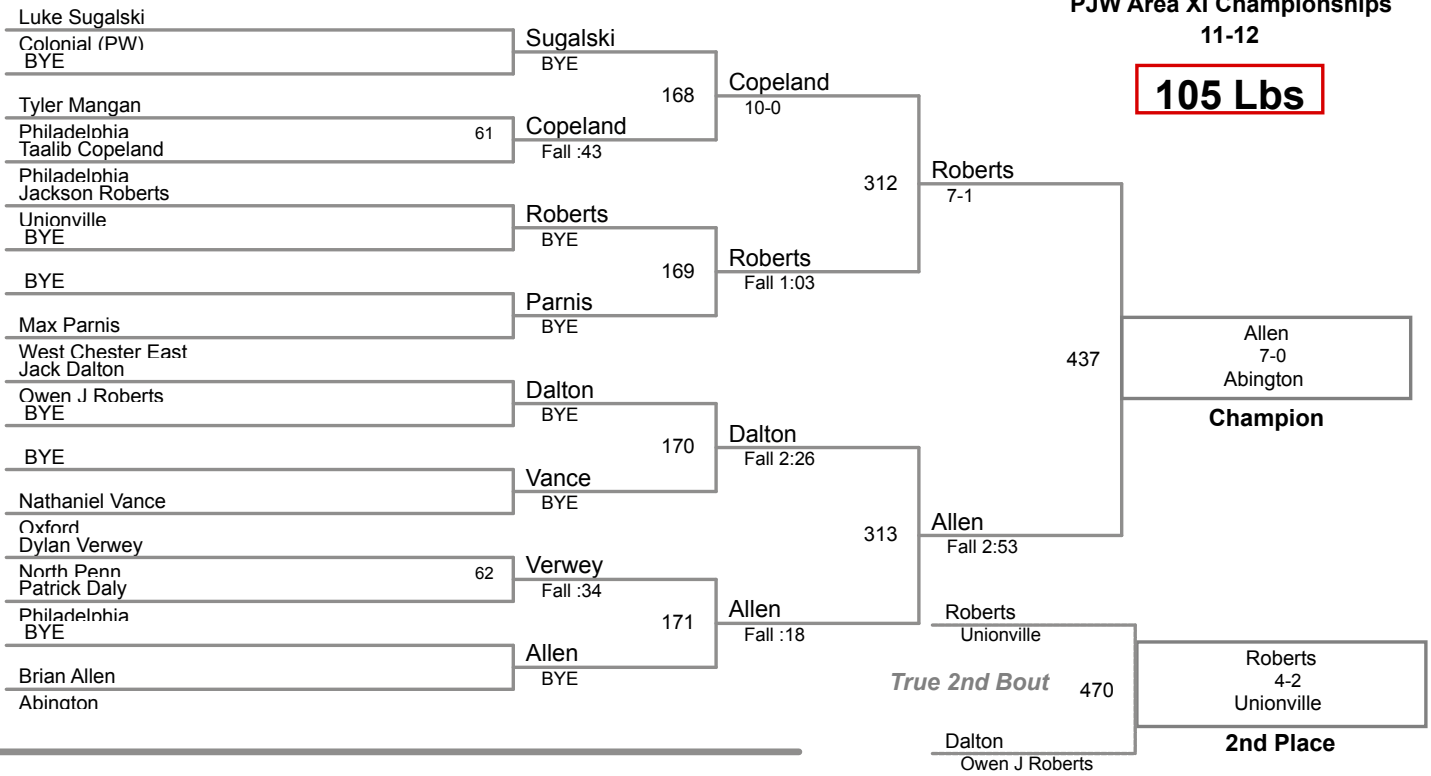 PJW Area XI Championships
11-12
105 Lbs
Luke Sugalski
Colonial (PW)
BYE
Tyler Mangan
Philadelphia
Taalib Copeland
Philadelphia
Jackson Roberts
Unionville
BYE
BYE
Max Parnis
West Chester East
Jack Dalton
Owen J Roberts
BYE
BYE
Nathaniel Vance
Oxford
Dylan Verwey
North Penn
Patrick Daly
Philadelphia
BYE
Brian Allen
Abington
61
62
Sugalski
BYE
Copeland
Fall :43
Roberts
BYE
Parnis
BYE
Dalton
BYE
Vance
BYE
Verwey
Fall :34
Allen
BYE
168
169
170
171
Copeland
10-0
Roberts
Fall 1:03
Dalton
Fall 2:26
Allen
Fall :18
312
313
Roberts
7-1
Allen
Fall 2:53
437
Allen
7-0
Abington
Champion
Roberts
Unionville
True 2nd Bout
470
Dalton
Owen J Roberts
Roberts
4-2
Unionville
2nd Place